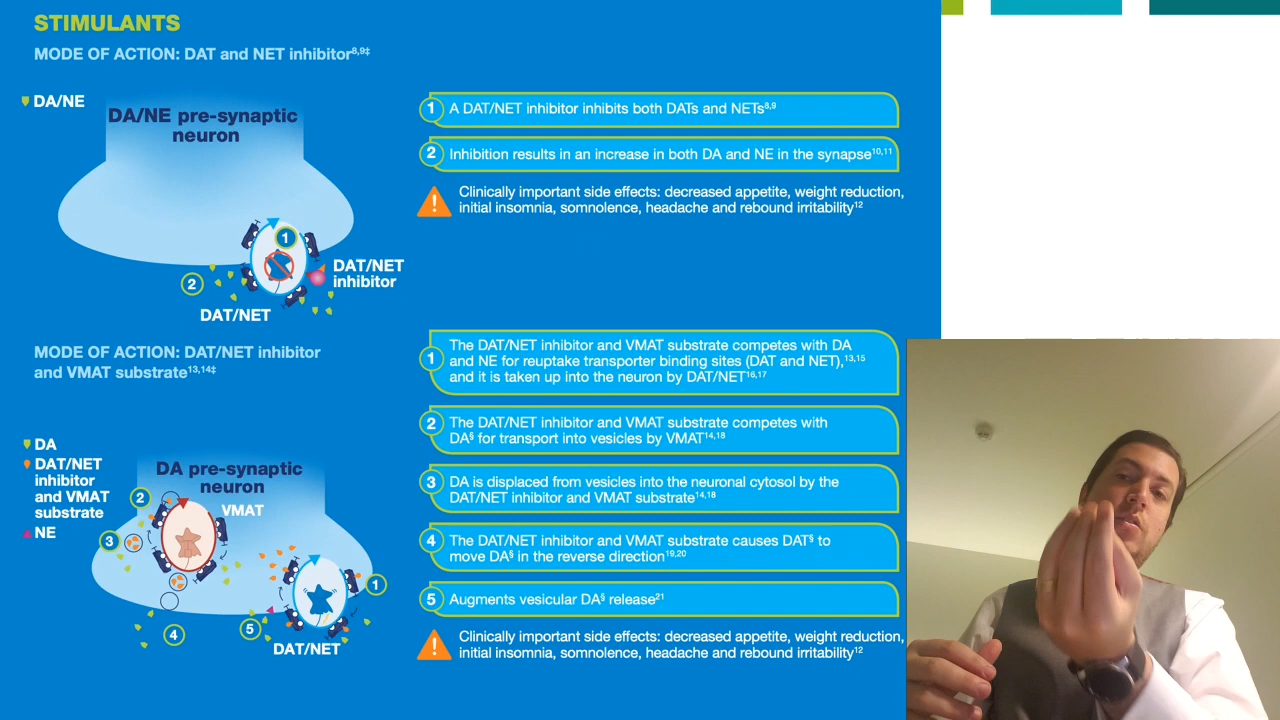 STIMULANTS
MODE OF ACTION: DAT and NET inhibitor⁸,⁹‡
DA/NE
DA/NE pre-synaptic
neuron
1
DAT/NET
inhibitor
2
DAT/NET
1 A DAT/NET inhibitor inhibits both DATs and NETs⁸,⁹
2 Inhibition results in an increase in both DA and NE in the synapse¹⁰,¹¹
! Clinically important side effects: decreased appetite, weight reduction,
initial insomnia, somnolence, headache and rebound irritability¹²
MODE OF ACTION: DAT/NET inhibitor
and VMAT substrate¹³,¹⁴‡
DA
DAT/NET
inhibitor
and VMAT
substrate
NE
DA pre-synaptic
neuron
2
VMAT
3
1
4
5
DAT/NET
1 The DAT/NET inhibitor and VMAT substrate competes with DA
and NE for reuptake transporter binding sites (DAT and NET),¹³,¹⁵
and it is taken up into the neuron by DAT/NET¹⁶,¹⁷
2 The DAT/NET inhibitor and VMAT substrate competes with
DA§ for transport into vesicles by VMAT¹⁴,¹⁸
3 DA is displaced from vesicles into the neuronal cytosol by the
DAT/NET inhibitor and VMAT substrate¹⁴,¹⁸
4 The DAT/NET inhibitor and VMAT substrate causes DAT§ to
move DA§ in the reverse direction¹⁹,²⁰
5 Augments vesicular DA§ release²¹
! Clinically important side effects: decreased appetite, weight reduction,
initial insomnia, somnolence, headache and rebound irritability¹²